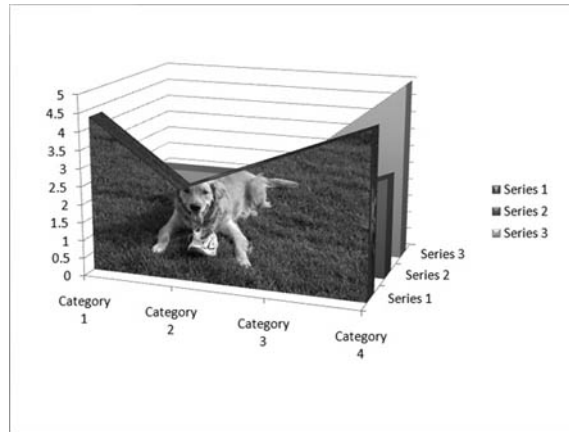 5
4.5
4
3.5
3
2.5
2
1.5
1
0.5
0
Category
1
Category
2
Category
3
Category
4
Series 1
Series 2
Series 3
Series 1
Series 2
Series 3